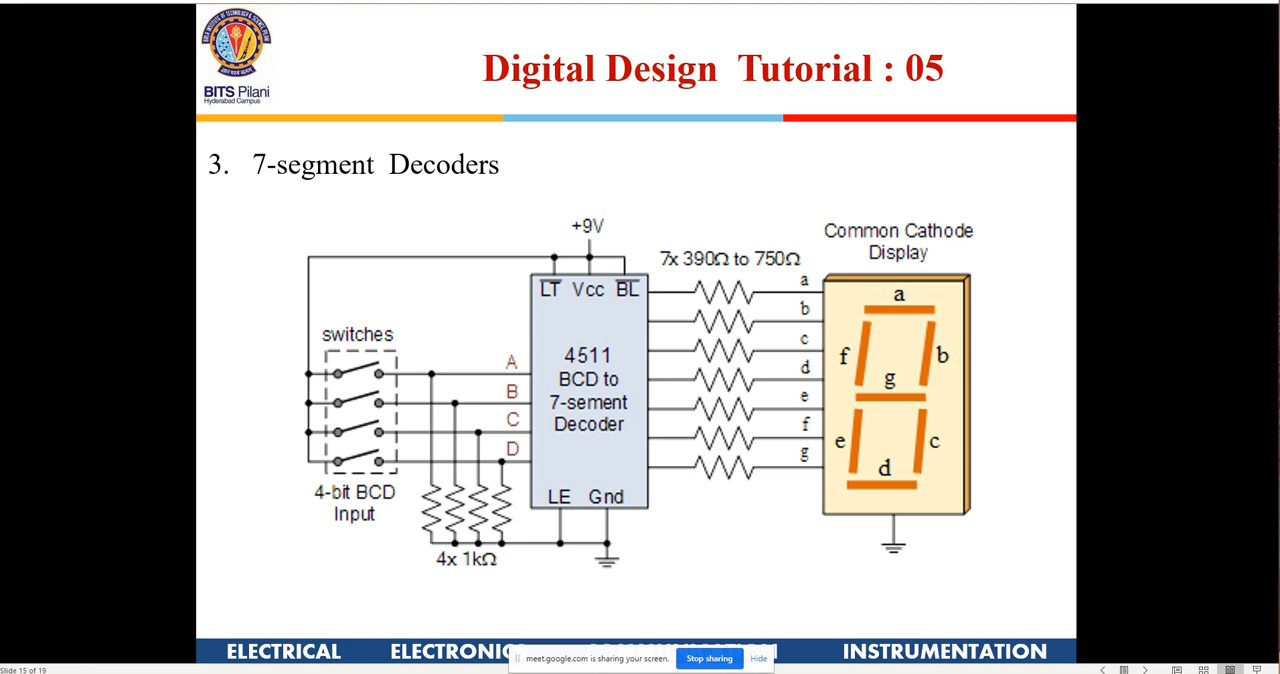 BITS Pilani
Hyderabad Campus
Digital Design Tutorial : 05
3. 7-segment Decoders
+9V
Common Cathode
Display
7x 390Ω to 750Ω
LT Vcc BL
switches
4511
BCD to
7-sement
Decoder
A
B
C
D
a
b
c
d
e
f
g
a
f
b
g
e
c
d
4-bit BCD
Input
LE Gnd
4x 1kΩ
ELECTRICAL
INSTRUMENTATION
meet.google.com is sharing your screen.
Stop sharing
Hide
Slide 15 of 19